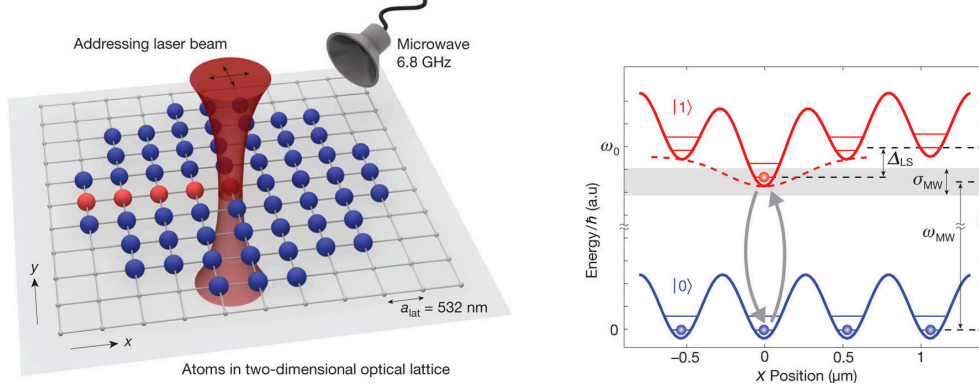 Addressing laser beam
Microwave
6.8 GHz
y
x
a_lat = 532 nm
Atoms in two-dimensional optical lattice
Energy/ħ (a.u)
ω₀
0
|1⟩
|0⟩
Δ_LS
σ_MW
ω_MW
−0.5 0 0.5 1
x Position (μm)